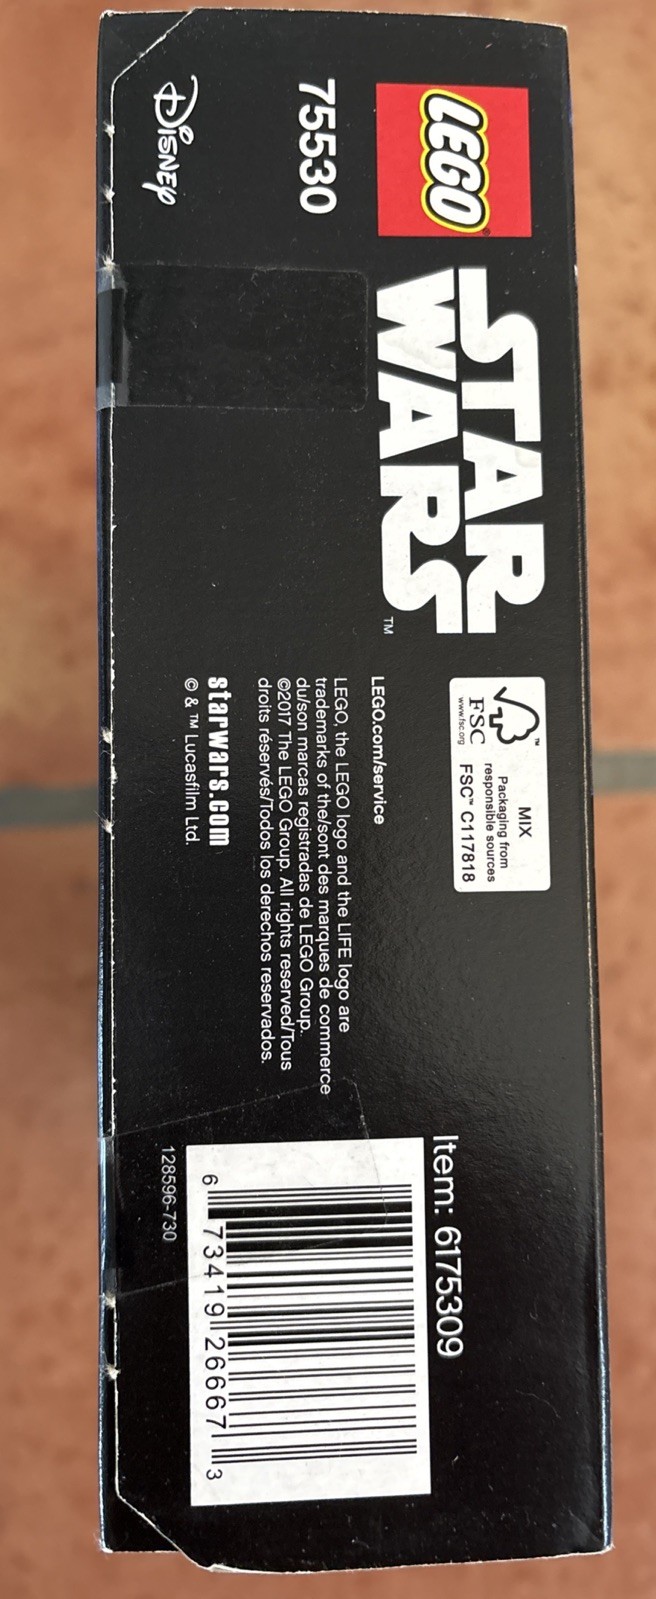 LEGO®
STAR
WARS™
75530
Disney
MIX
Packaging from
responsible sources
FSC™ C117818
™
FSC
www.fsc.org
LEGO.com/service
LEGO, the LEGO logo and the LIFE logo are
trademarks of the/sont des marques de commerce
du/son marcas registradas de LEGO Group.
©2017 The LEGO Group. All rights reserved/Tous
droits réservés/Todos los derechos reservados.
starwars.com
© & ™ Lucasfilm Ltd.
Item: 6175309
6 73419 26667 3
128596-730